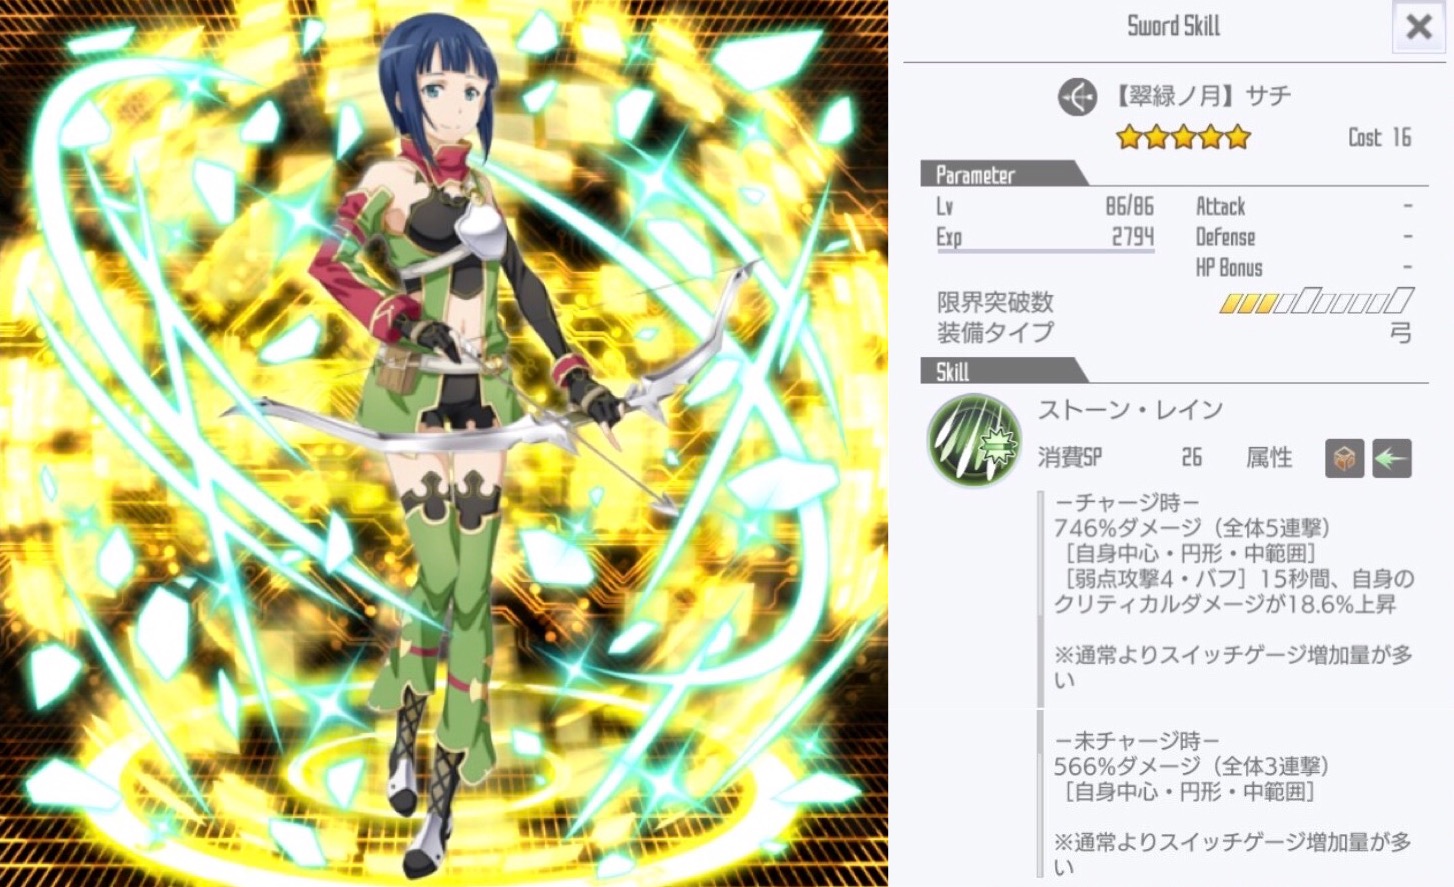 Sword Skill
【翠緑ノ月】サチ
Cost 16
Parameter
Lv 86/86 Attack -
Exp 2794 Defense -
HP Bonus -
限界突破数
装備タイプ 弓
Skill
ストーン・レイン
消費SP 26 属性
－チャージ時－
746%ダメージ（全体5連撃）
［自身中心・円形・中範囲］
［弱点攻撃4・バフ］15秒間、自身の
クリティカルダメージが18.6%上昇
※通常よりスイッチゲージ増加量が多
い
－未チャージ時－
566%ダメージ（全体3連撃）
［自身中心・円形・中範囲］
※通常よりスイッチゲージ増加量が多
い